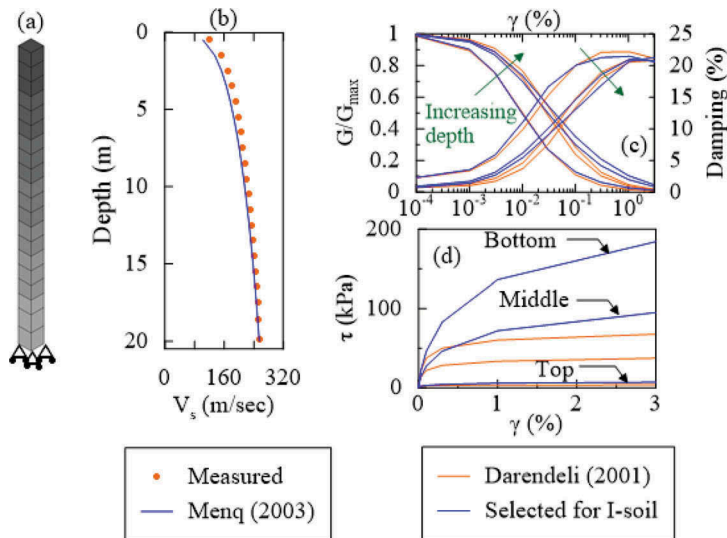 (a)
(b)
Depth (m)
0
5
10
15
20
0 160 320
Vs (m/sec)
γ (%)
G/Gmax
1
0.8
0.6
0.4
0.2
0
Increasing
depth
(c)
25
20
15
10
5
0
Damping (%)
10-4 10-3 10-2 10-1 100
(d)
τ (kPa)
200
100
0
Bottom
Middle
Top
0 1 2 3
γ (%)
Measured
Menq (2003)
Darendeli (2001)
Selected for I-soil